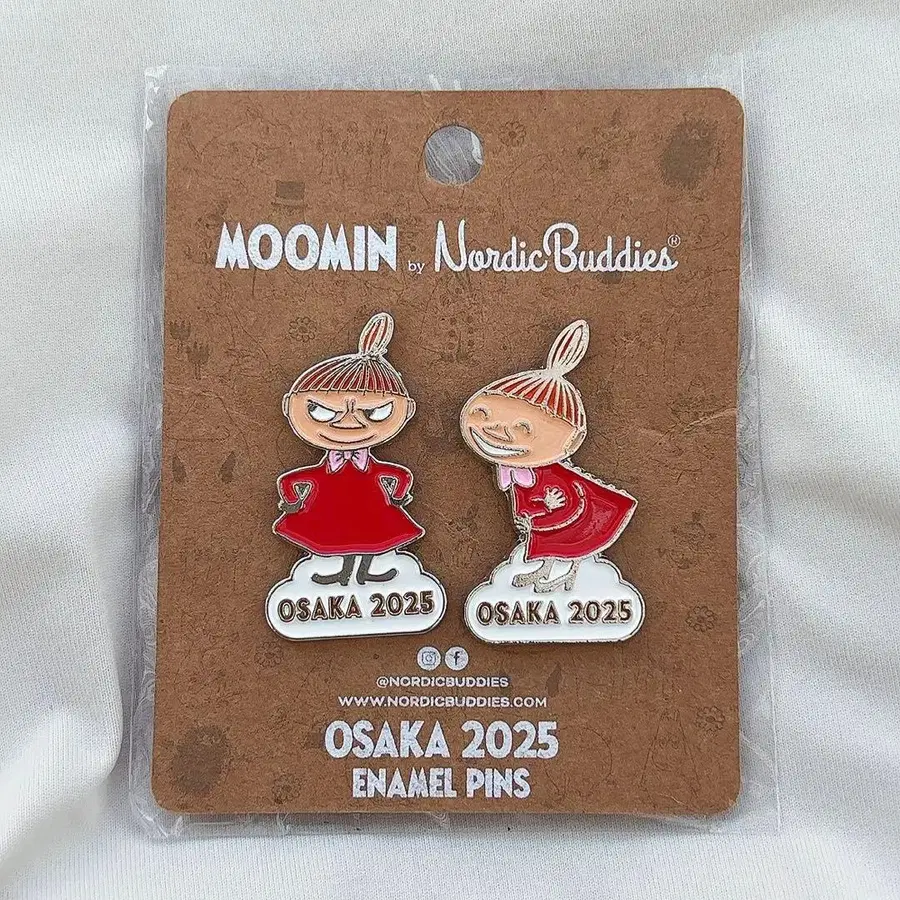 MOOMIN by NordicBuddies®
OSAKA 2025
OSAKA 2025
@NORDICBUDDIES
WWW.NORDICBUDDIES.COM
OSAKA 2025
ENAMEL PINS